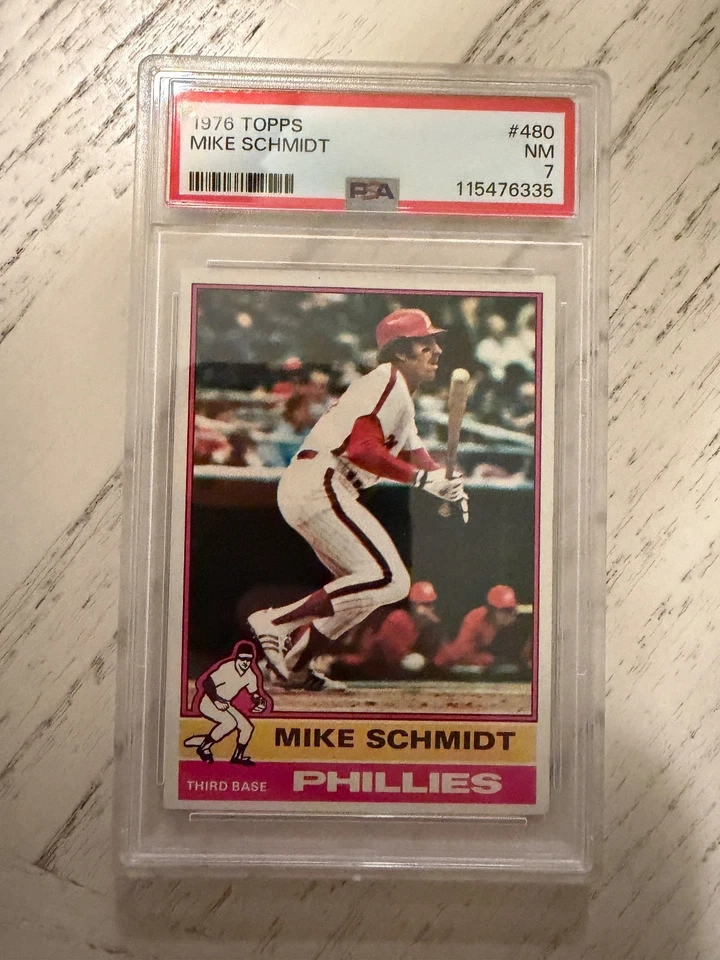 1976 TOPPS
#480
MIKE SCHMIDT
NM
7
PSA
115476335
MIKE SCHMIDT
THIRD BASE
PHILLIES